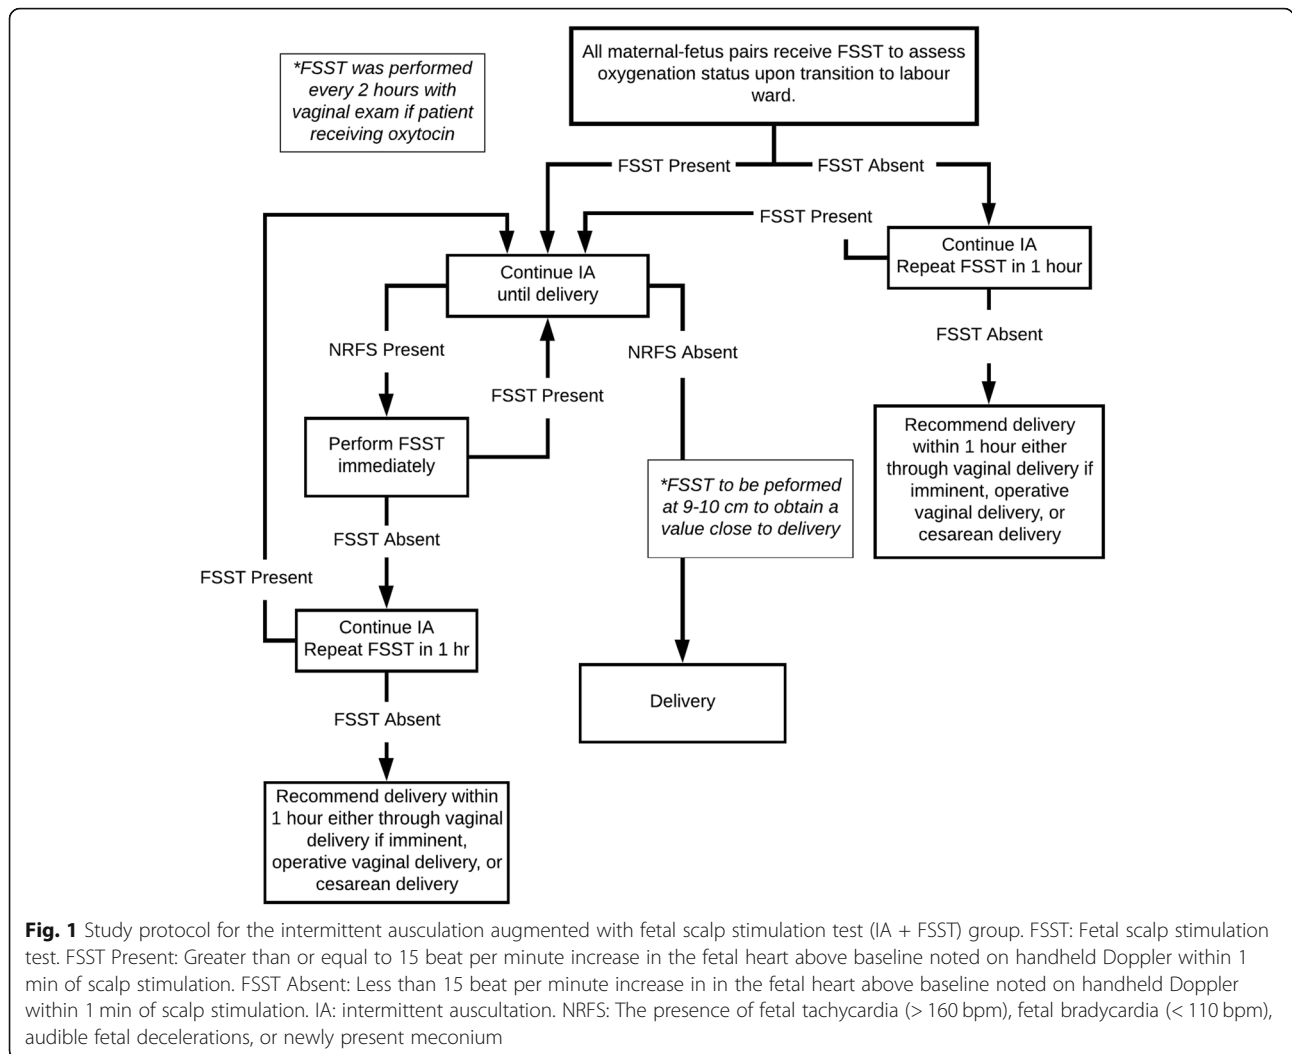 All maternal-fetus pairs receive FSST to assess
oxygenation status upon transition to labour
ward.
*FSST was performed
every 2 hours with
vaginal exam if patient
receiving oxytocin
FSST Present
FSST Absent
FSST Present
Continue IA
Repeat FSST in 1 hour
Continue IA
until delivery
FSST Absent
NRFS Present
NRFS Absent
FSST Present
Recommend delivery
within 1 hour either
through vaginal delivery if
imminent, operative
vaginal delivery, or
cesarean delivery
Perform FSST
immediately
*FSST to be peformed
at 9-10 cm to obtain a
value close to delivery
FSST Absent
FSST Present
Continue IA
Repeat FSST in 1 hr
Delivery
FSST Absent
Recommend delivery within
1 hour either through vaginal
delivery if imminent,
operative vaginal delivery, or
cesarean delivery
Fig. 1 Study protocol for the intermittent ausculation augmented with fetal scalp stimulation test (IA + FSST) group. FSST: Fetal scalp stimulation
test. FSST Present: Greater than or equal to 15 beat per minute increase in the fetal heart above baseline noted on handheld Doppler within 1
min of scalp stimulation. FSST Absent: Less than 15 beat per minute increase in in the fetal heart above baseline noted on handheld Doppler
within 1 min of scalp stimulation. IA: intermittent auscultation. NRFS: The presence of fetal tachycardia (> 160 bpm), fetal bradycardia (< 110 bpm),
audible fetal decelerations, or newly present meconium